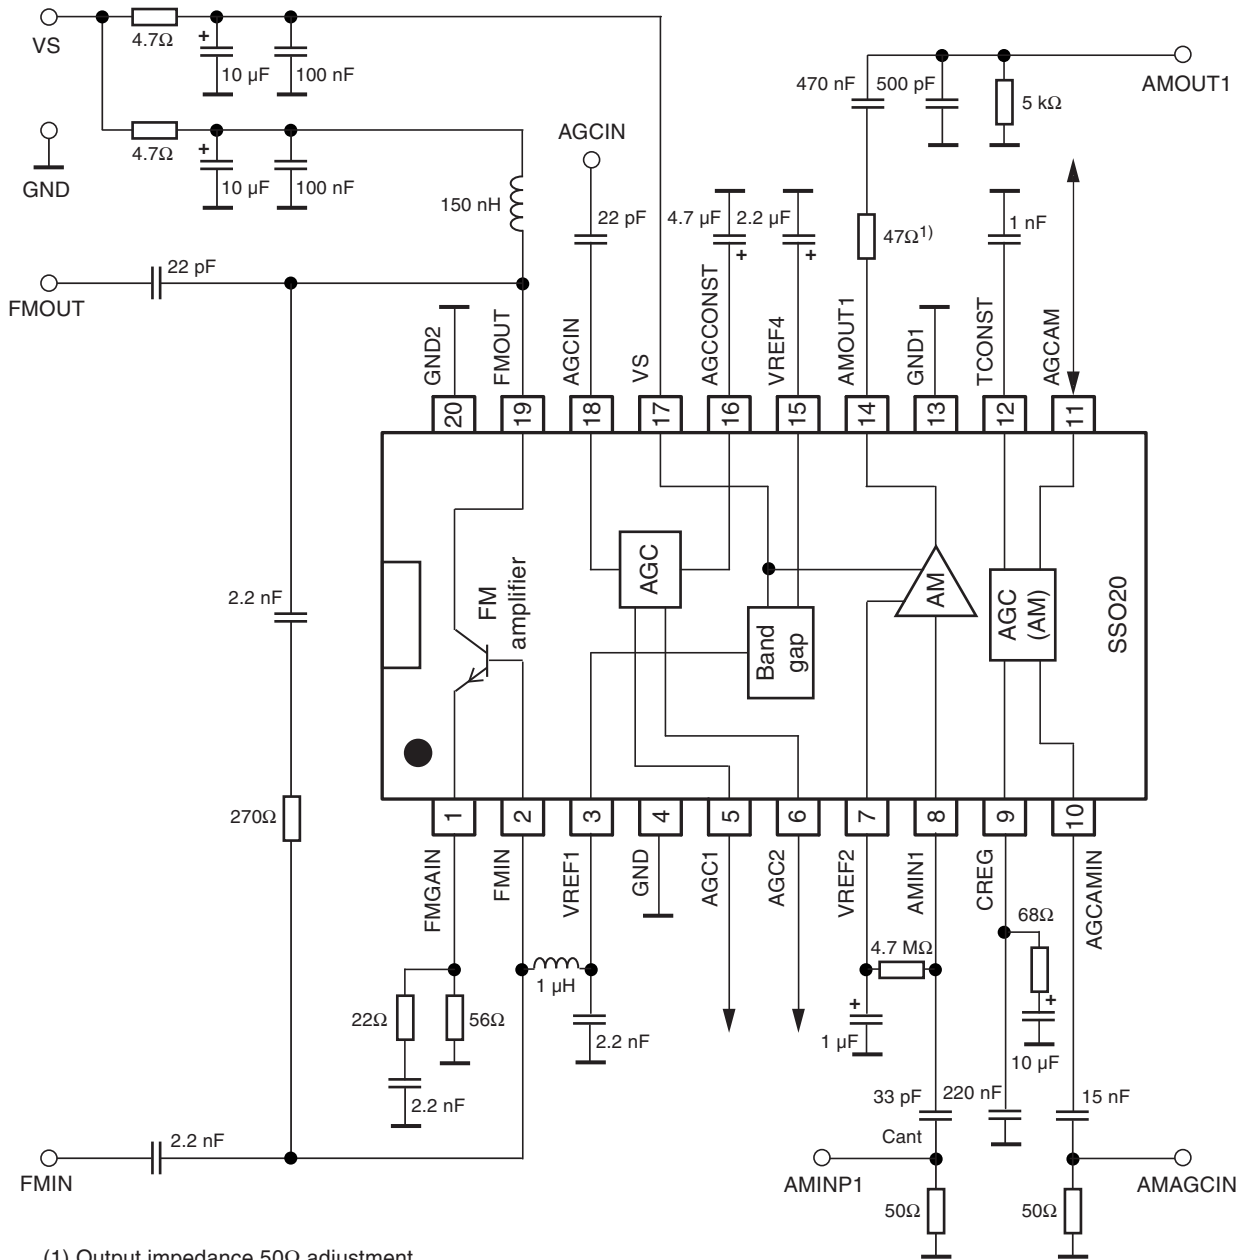 VS
4.7Ω
+
10 µF
100 nF
GND
4.7Ω
+
10 µF
100 nF
150 nH
AGCIN
22 pF
4.7 µF
+
2.2 µF
+
470 nF
500 pF
5 kΩ
AMOUT1
47Ω1)
1 nF
FMOUT
22 pF
GND2
FMOUT
AGCIN
VS
AGCCONST
VREF4
AMOUT1
GND1
TCONST
AGCAM
20
19
18
17
16
15
14
13
12
11
FM
amplifier
AGC
Band
gap
AM
AGC
(AM)
SSO20
2.2 nF
270Ω
1
2
3
4
5
6
7
8
9
10
FMGAIN
FMIN
VREF1
GND
AGC1
AGC2
VREF2
AMIN1
CREG
AGCAMIN
22Ω
56Ω
2.2 nF
1 µH
2.2 nF
4.7 MΩ
+
1 µF
68Ω
+
10 µF
33 pF
Cant
220 nF
15 nF
FMIN
2.2 nF
AMINP1
50Ω
50Ω
AMAGCIN
(1) Output impedance 50Ω adjustment